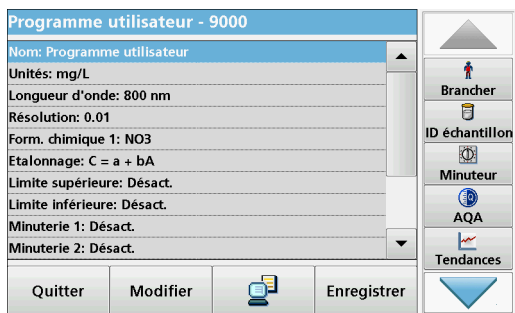 Programme utilisateur - 9000
Nom: Programme utilisateur
Unités: mg/L
Longueur d'onde: 800 nm
Résolution: 0.01
Form. chimique 1: NO3
Etalonnage: C = a + bA
Limite supérieure: Désact.
Limite inférieure: Désact.
Minuterie 1: Désact.
Minuterie 2: Désact.
Quitter
Modifier
Enregistrer
Brancher
ID échantillon
Minuteur
AQA
Tendances